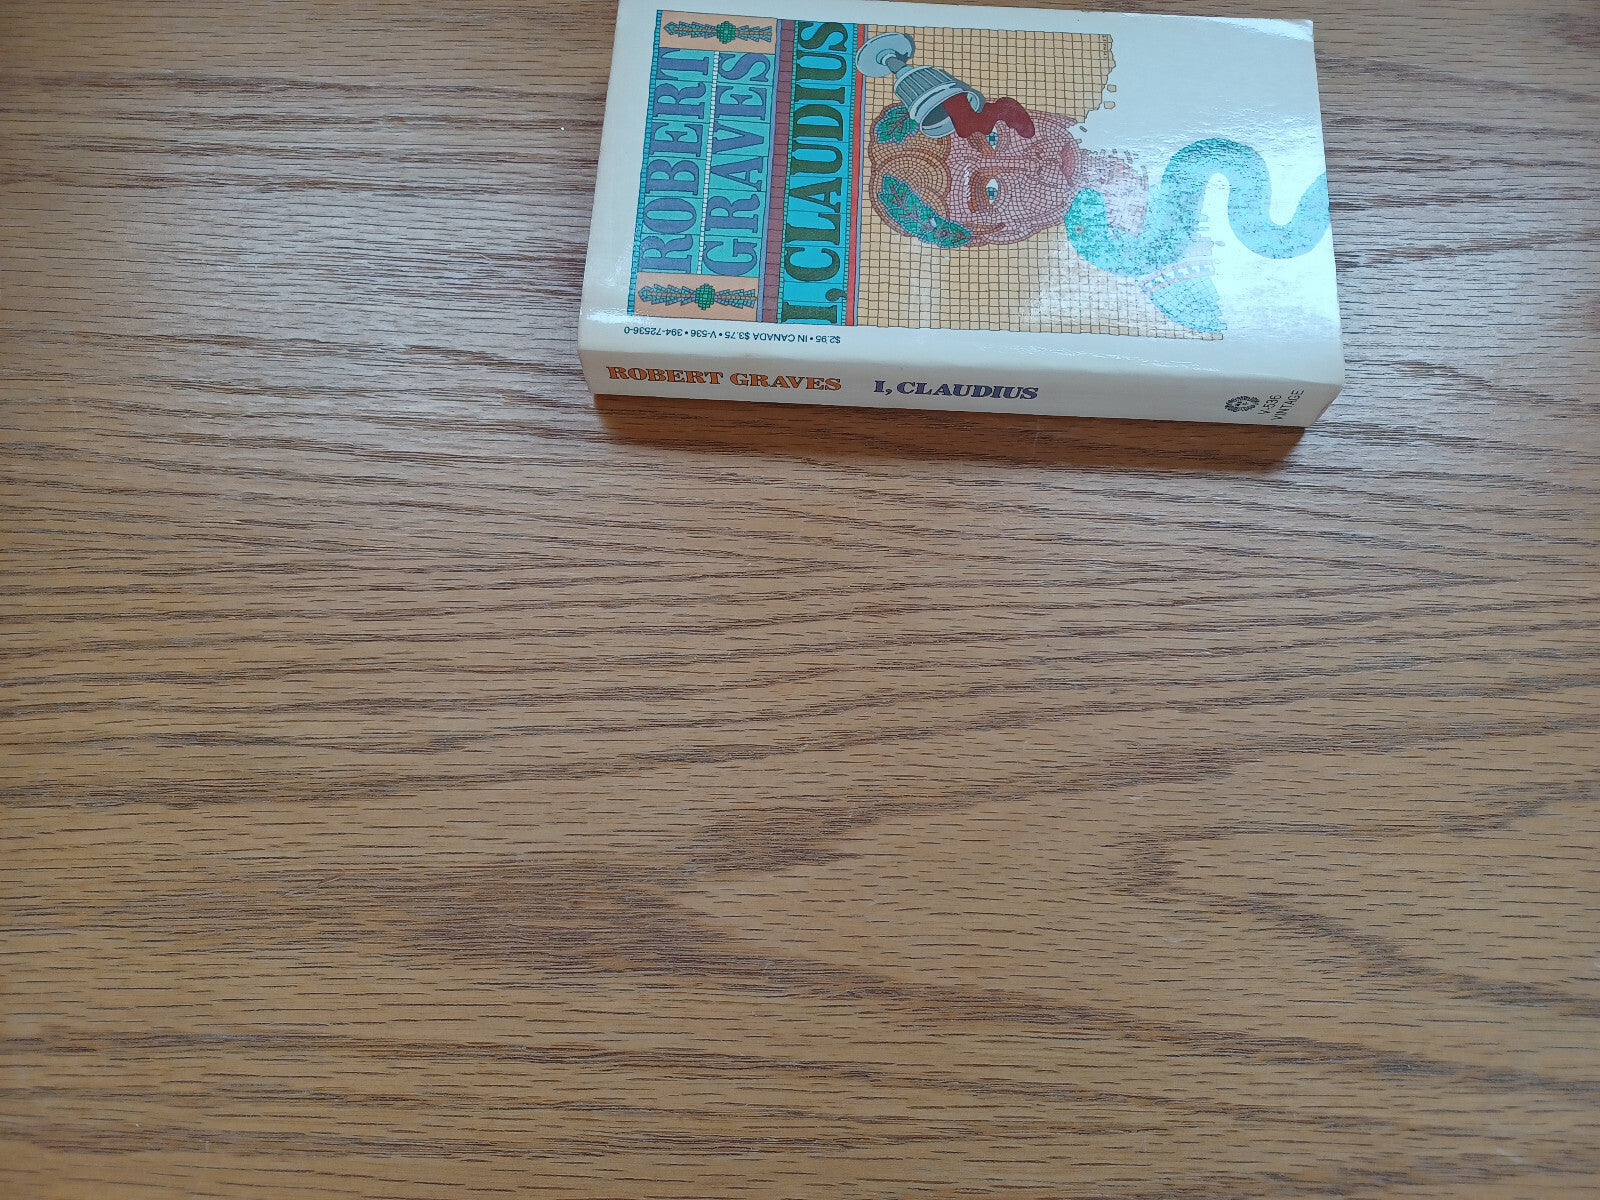 ROBERT
GRAVES
I, CLAUDIUS
$2.95 • IN CANADA $3.75 • V-536 • 394-72536-0
ROBERT GRAVES I, CLAUDIUS
V-536
VINTAGE